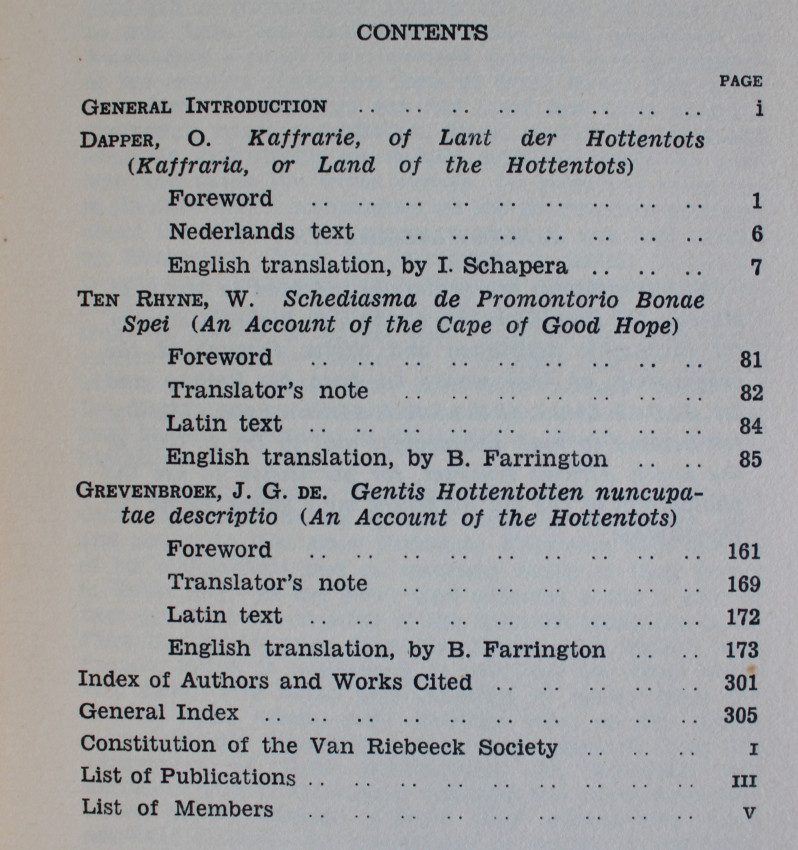 CONTENTS
PAGE
GENERAL INTRODUCTION .. .. .. .. .. .. .. .. i
DAPPER, O. Kaffrarie, of Lant der Hottentots
(Kaffraria, or Land of the Hottentots)
Foreword .. .. .. .. .. .. .. .. .. 1
Nederlands text .. .. .. .. .. .. .. 6
English translation, by I. Schapera .. .. .. 7
TEN RHYNE, W. Schediasma de Promontorio Bonae
Spei (An Account of the Cape of Good Hope)
Foreword .. .. .. .. .. .. .. .. .. 81
Translator's note .. .. .. .. .. .. .. 82
Latin text .. .. .. .. .. .. .. .. .. 84
English translation, by B. Farrington .. .. 85
GREVENBROEK, J. G. DE. Gentis Hottentotten nuncupa-
tae descriptio (An Account of the Hottentots)
Foreword .. .. .. .. .. .. .. .. .. 161
Translator's note .. .. .. .. .. .. .. 169
Latin text .. .. .. .. .. .. .. .. .. 172
English translation, by B. Farrington .. .. 173
Index of Authors and Works Cited .. .. .. .. .. 301
General Index .. .. .. .. .. .. .. .. .. .. 305
Constitution of the Van Riebeeck Society .. .. .. I
List of Publications .. .. .. .. .. .. .. .. .. III
List of Members .. .. .. .. .. .. .. .. .. V